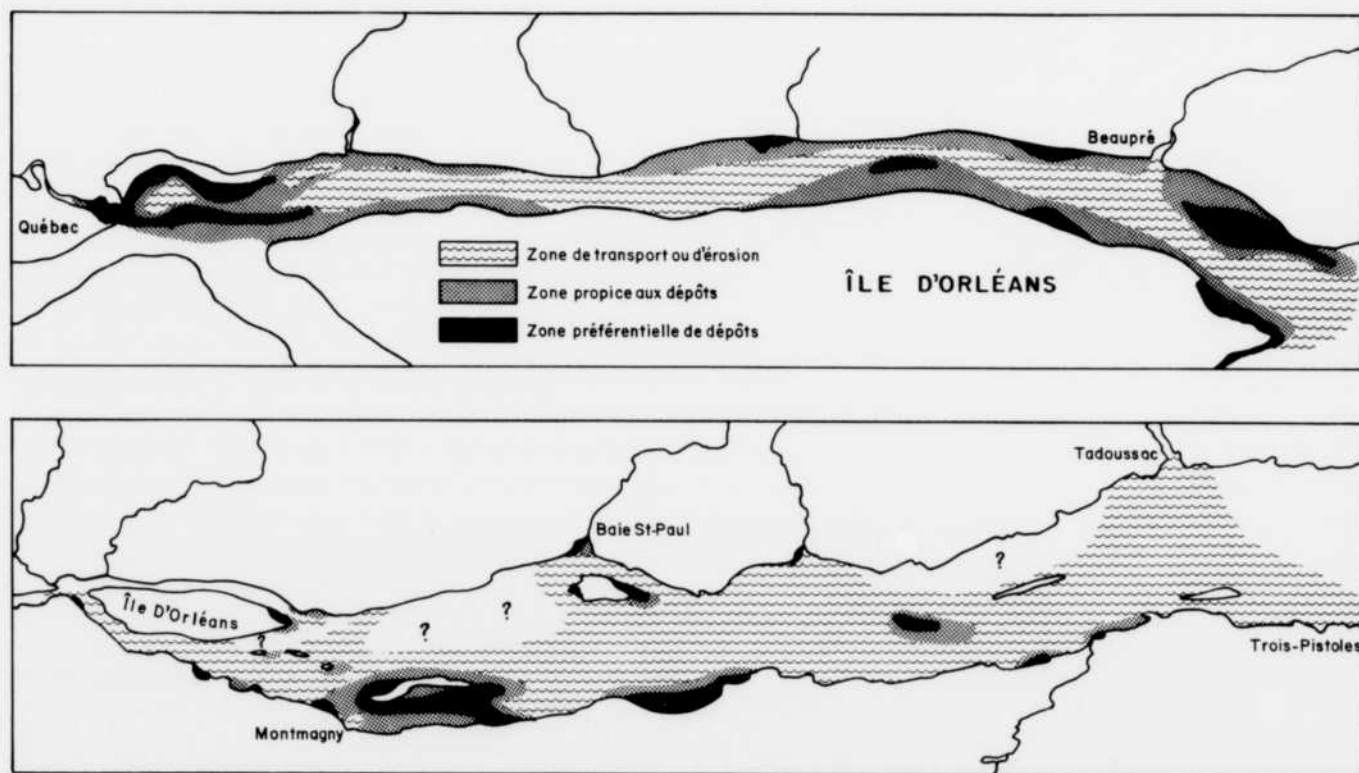 Beaupré
Québec
Zone de transport ou d'érosion
ÎLE D'ORLÉANS
Zone propice aux dépôts
Zone préférentielle de dépôts
Tadoussac
Baie St-Paul
?
Île D'Orléans
?
?
?
Trois-Pistoles
Montmagny